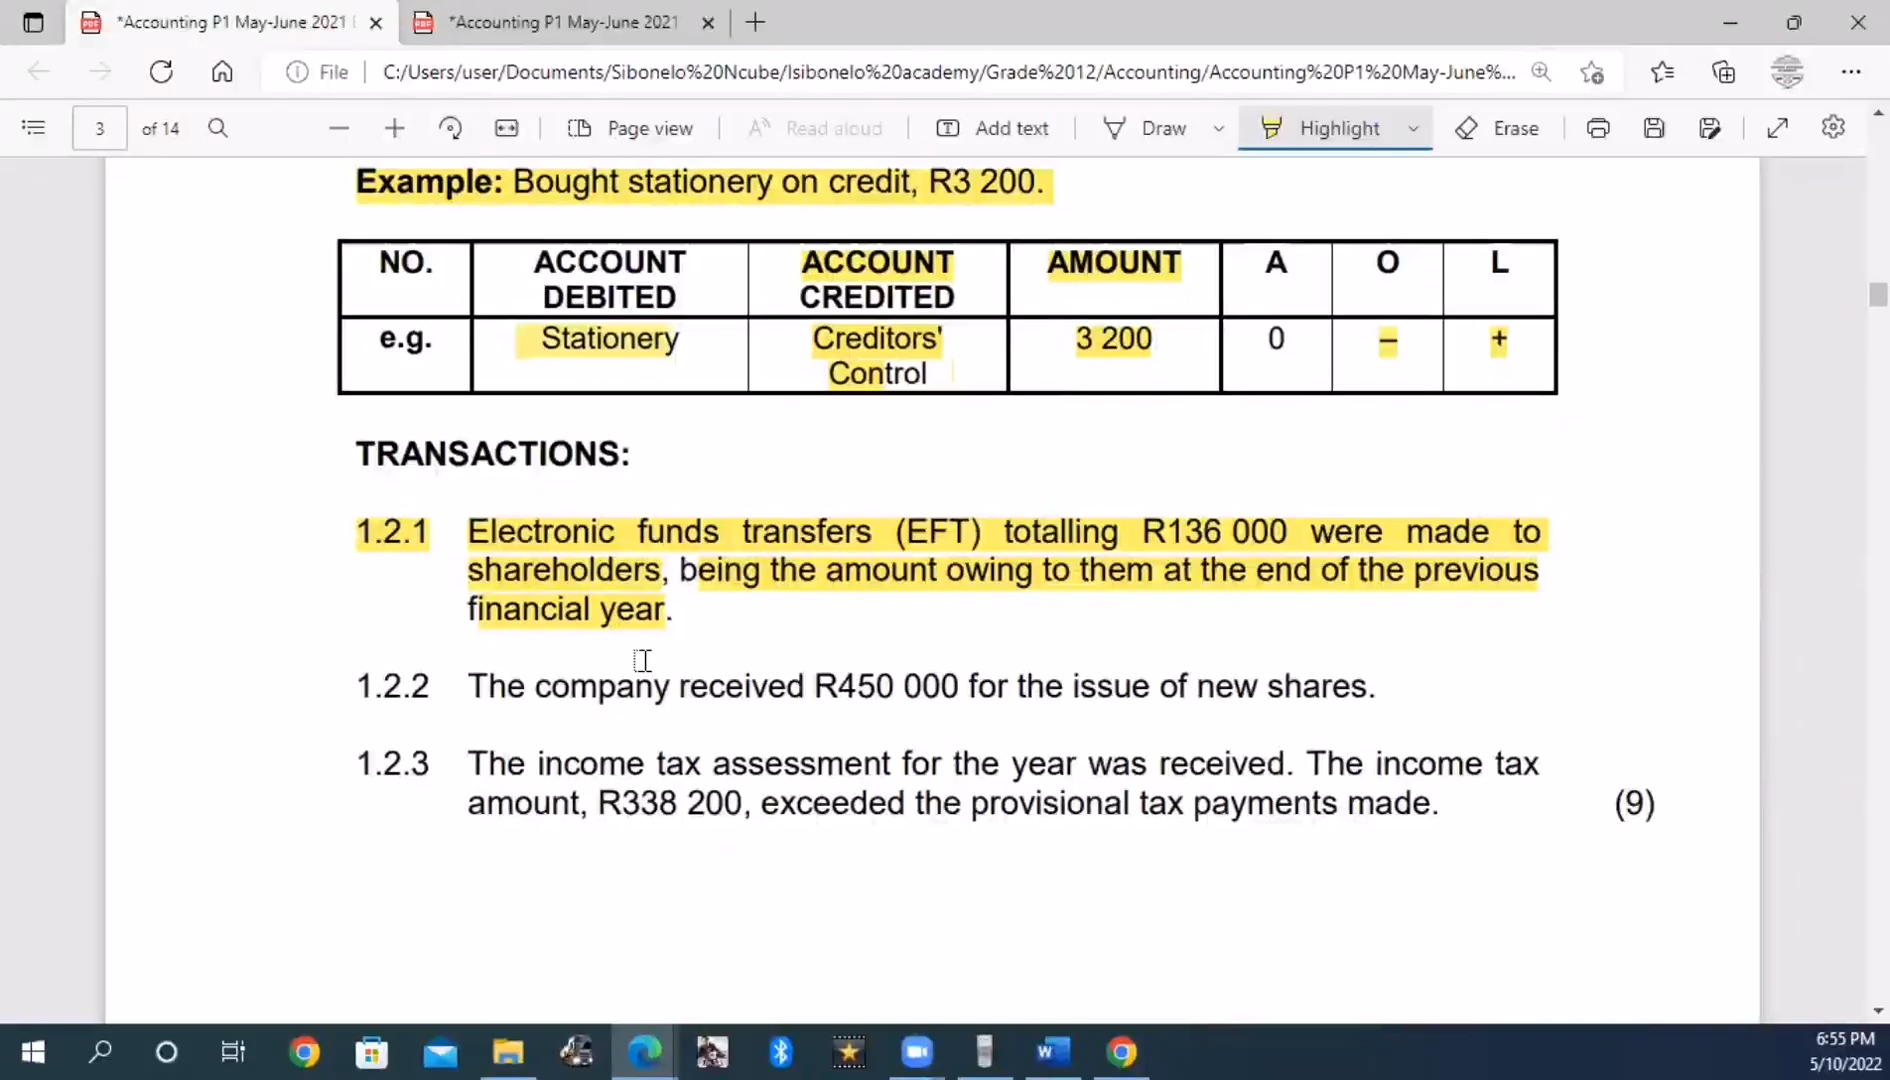 *Accounting P1 May-June 2021 E
*Accounting P1 May-June 2021
File
C:/Users/user/Documents/Sibonelo%20Ncube/Isibonelo%20academy/Grade%2012/Accounting/Accounting%20P1%20May-June%...
3 of 14
Page view
Read aloud
Add text
Draw
Highlight
Erase
Example: Bought stationery on credit, R3 200.
NO. ACCOUNT DEBITED ACCOUNT CREDITED AMOUNT A O L
e.g. Stationery Creditors' Control 3 200 0 – +
TRANSACTIONS:
1.2.1 Electronic funds transfers (EFT) totalling R136 000 were made to
shareholders, being the amount owing to them at the end of the previous
financial year.
1.2.2 The company received R450 000 for the issue of new shares.
1.2.3 The income tax assessment for the year was received. The income tax
amount, R338 200, exceeded the provisional tax payments made. (9)
6:55 PM
5/10/2022